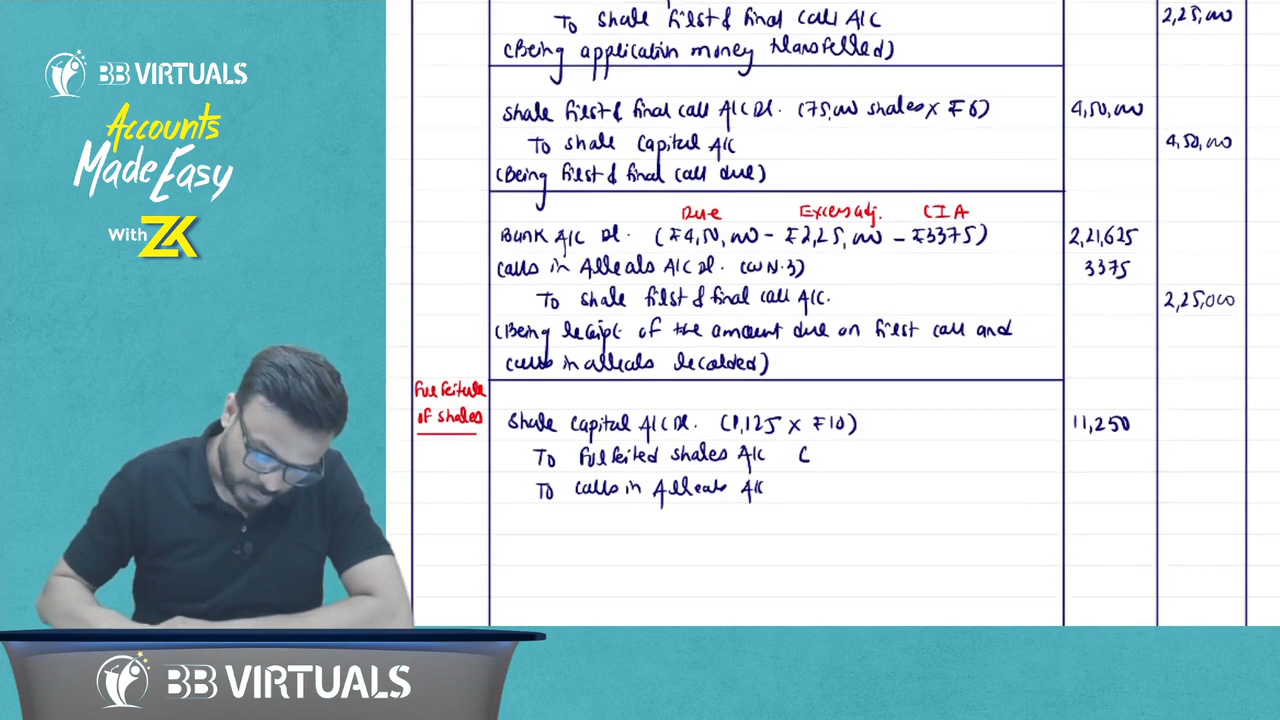 BB VIRTUALS
Accounts
Made Easy
With ZK
To share first & final call A/C 2,25,000
(Being application money transferred)
Share first & final call A/C Dr. (75,000 shares x ₹6) 4,50,000
To share capital A/C 4,50,000
(Being first & final call due)
Due Excess adj. CIA
Bank A/C Dr. (₹4,50,000 - ₹2,25,000 - ₹3375) 2,21,625
Calls in Arrears A/C Dr. (WN.3) 3375
To share first & final call A/C. 2,25,000
(Being receipt of the amount due on first call and
calls in arrears recorded)
Forfeiture
of shares
Share capital A/C Dr. (1,125 x ₹10) 11,250
To forfeited shares A/C (
To calls in Arrears A/C
BB VIRTUALS